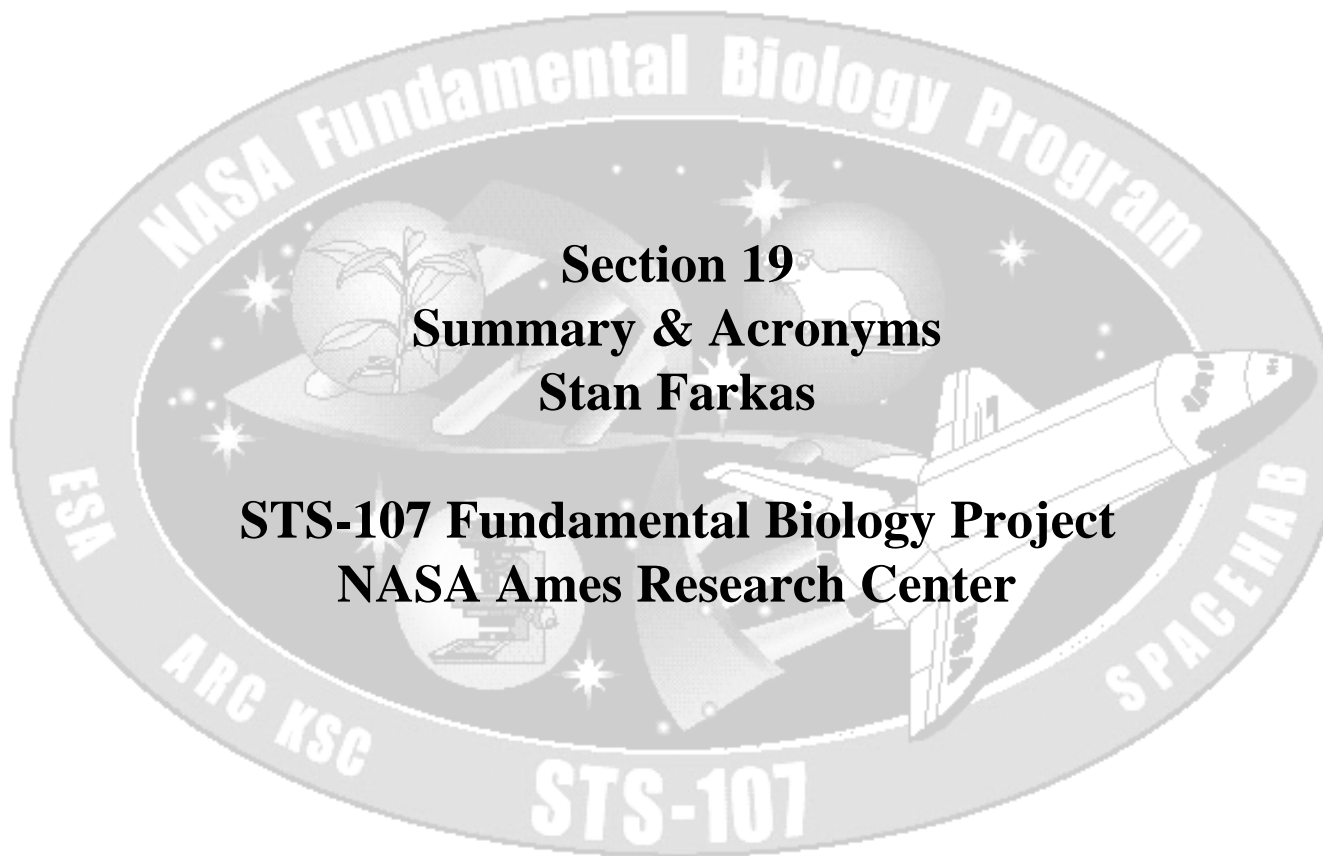 NASA Fundamental Biology Program
Section 19
Summary & Acronyms
Stan Farkas
STS-107 Fundamental Biology Project
NASA Ames Research Center
ESA
ARC KSC
STS-107
SPACEHAB